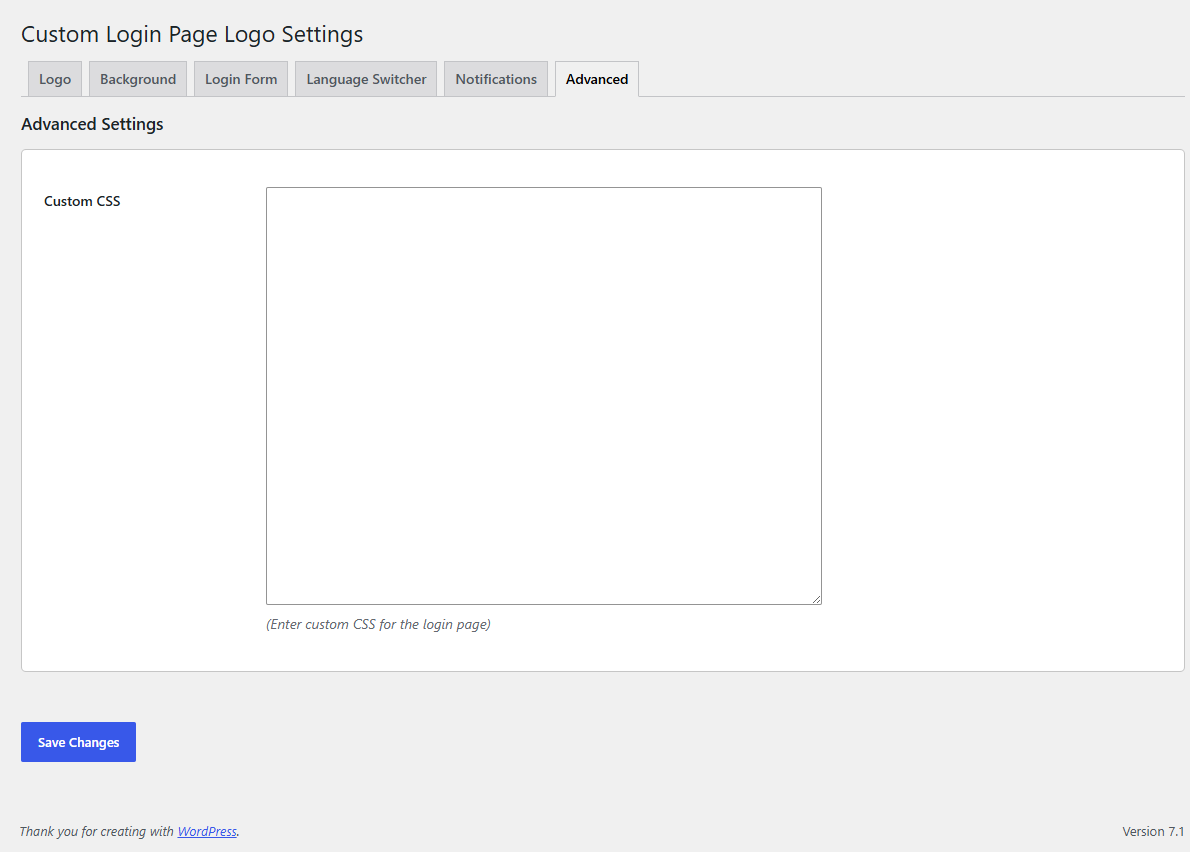 Custom Login Page Logo Settings
Logo Background Login Form Language Switcher Notifications Advanced
Advanced Settings
Custom CSS
(Enter custom CSS for the login page)
Save Changes
Thank you for creating with WordPress. Version 7.1